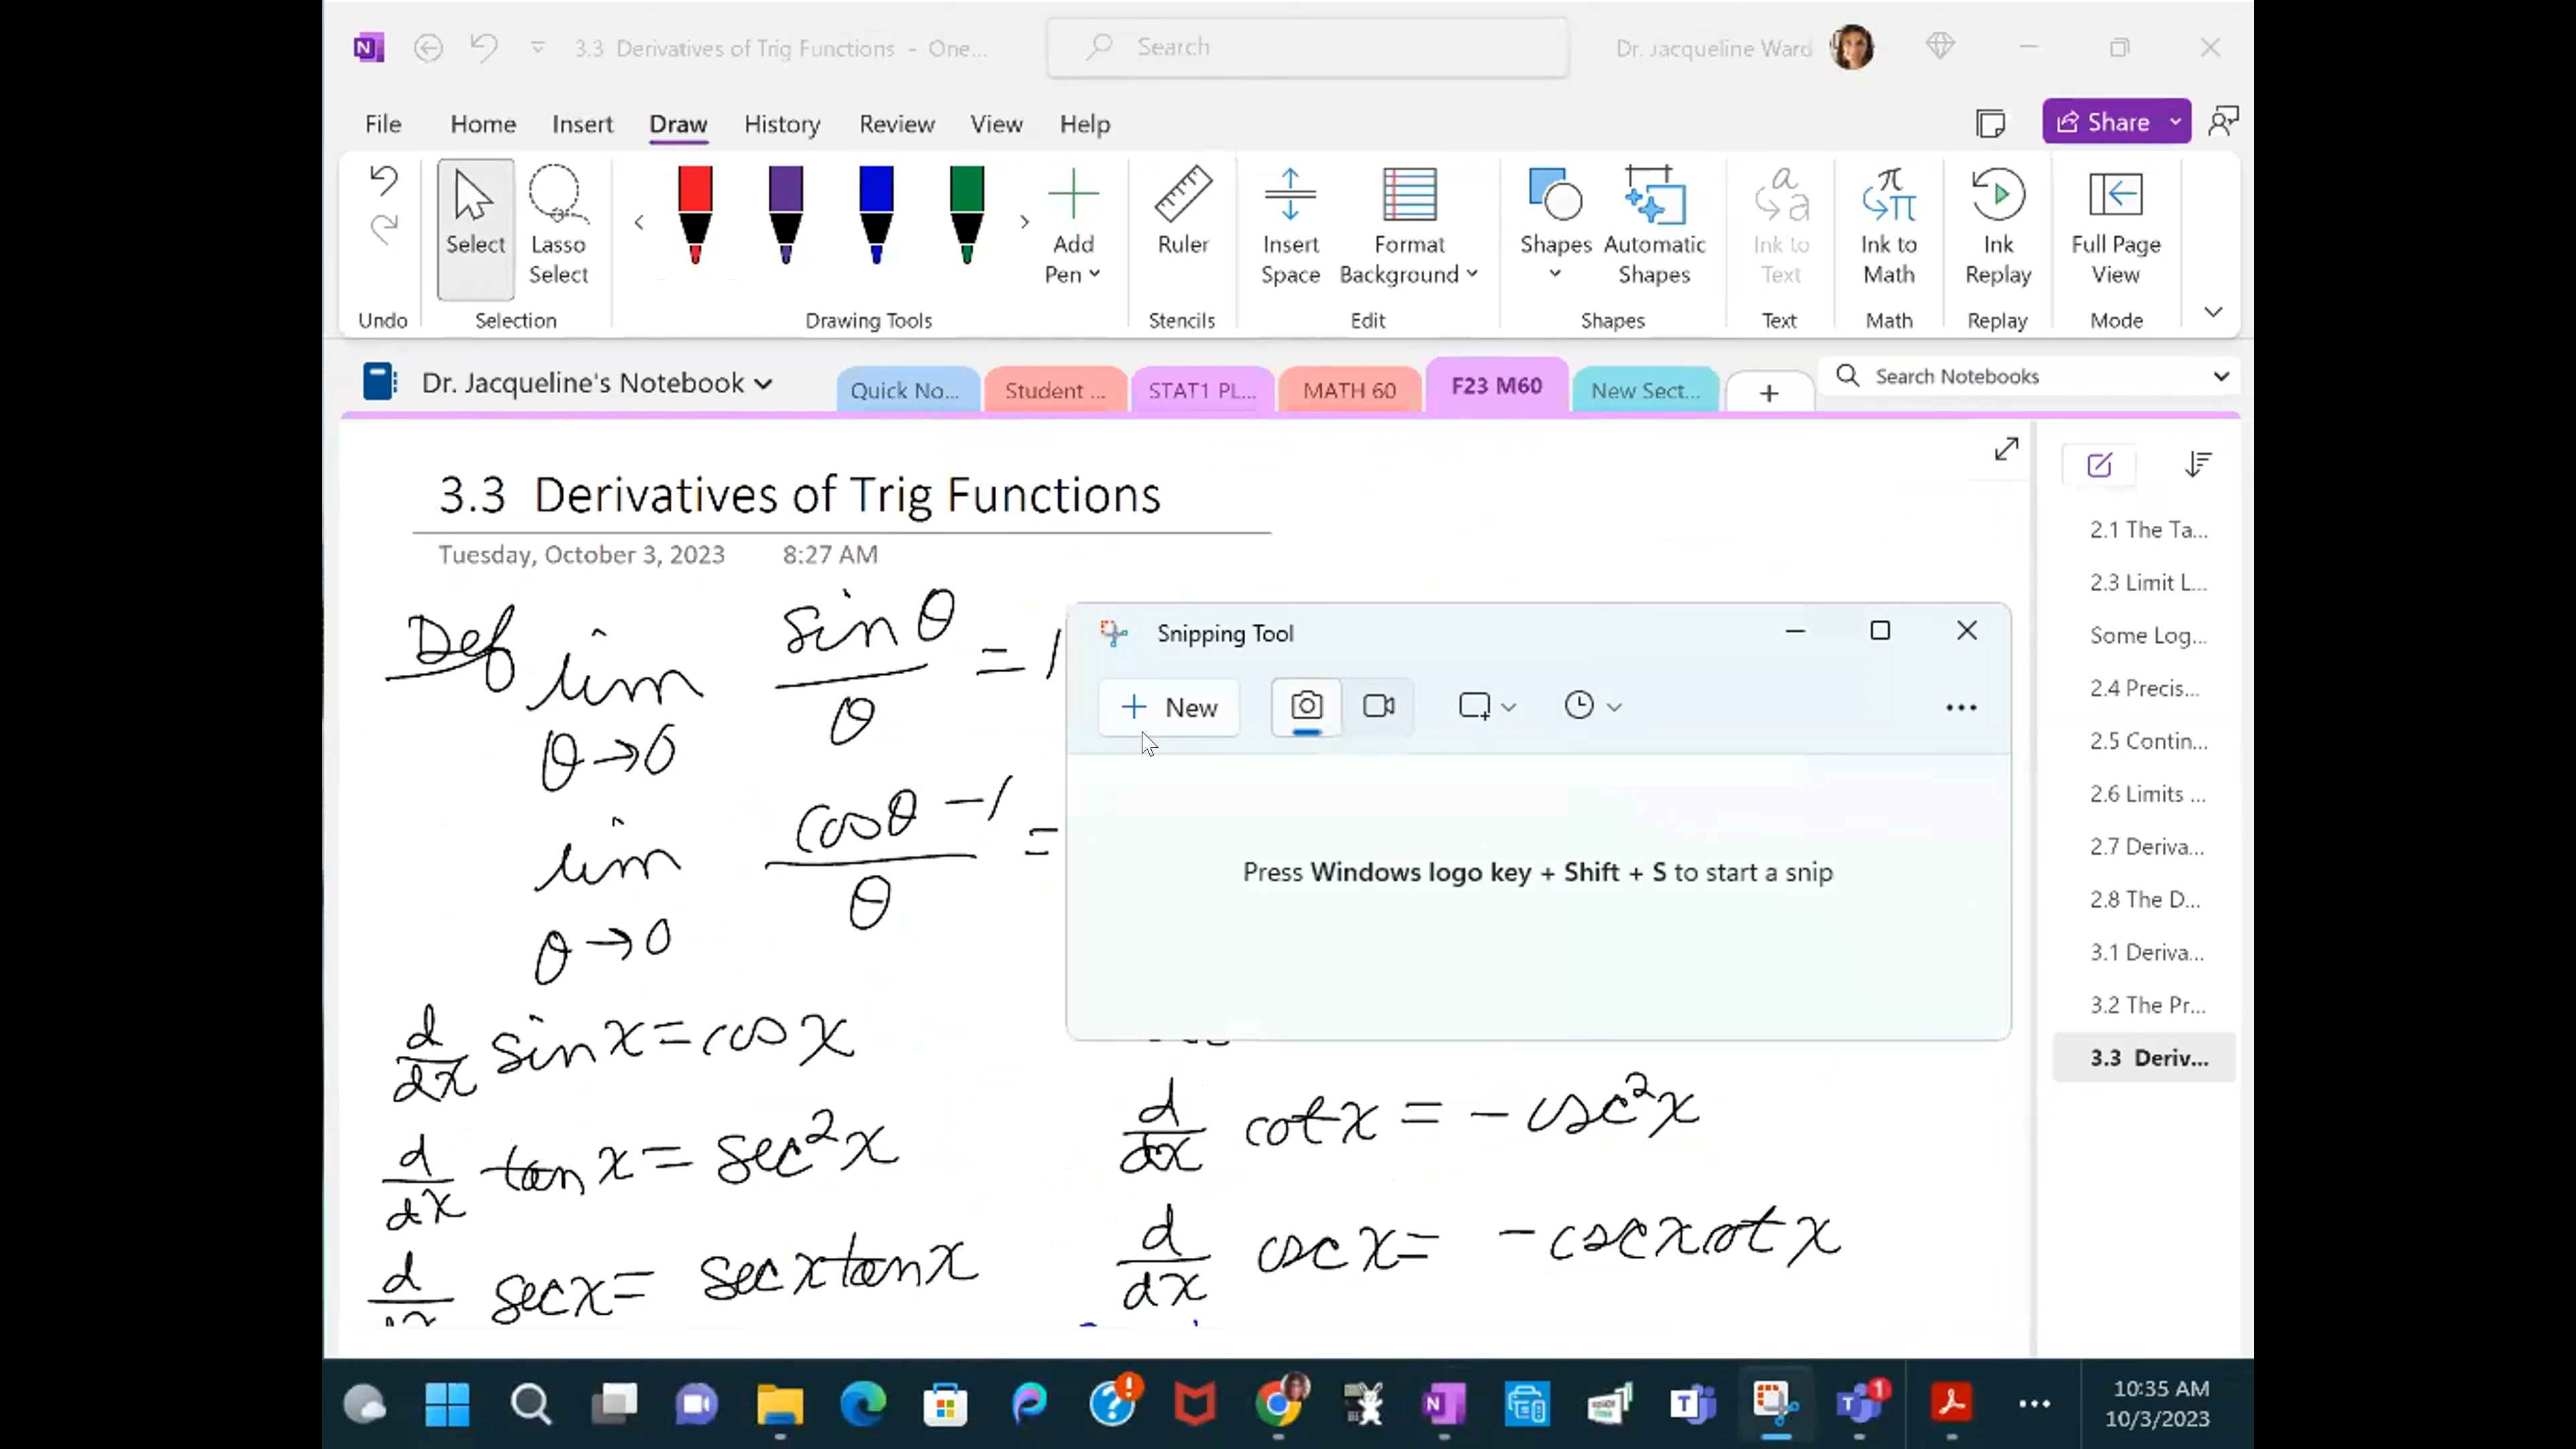 3.3 Derivatives of Trig Functions - One...
Search
Dr. Jacqueline Ward
File Home Insert Draw History Review View Help
Share
Select
Lasso Select
Add Pen
Ruler
Insert Space
Format Background
Shapes
Automatic Shapes
Ink to Text
Ink to Math
Ink Replay
Full Page View
Undo Selection Drawing Tools Stencils Edit Shapes Text Math Replay Mode
Dr. Jacqueline's Notebook
Quick No...
Student ...
STAT1 PL...
MATH 60
F23 M60
New Sect...
+
Search Notebooks
3.3 Derivatives of Trig Functions
Tuesday, October 3, 2023 8:27 AM
Def lim θ→0 sin θ / θ = 1
lim θ→0 cos θ - 1 / θ =
d/dx sin x = cos x
d/dx tan x = sec² x
d/dx sec x = sec x tan x
d/dx cot x = - csc² x
d/dx csc x = - csc x cot x
Snipping Tool
+ New
Press Windows logo key + Shift + S to start a snip
2.1 The Ta...
2.3 Limit L...
Some Log...
2.4 Precis...
2.5 Contin...
2.6 Limits ...
2.7 Deriva...
2.8 The D...
3.1 Deriva...
3.2 The Pr...
3.3 Deriv...
10:35 AM
10/3/2023